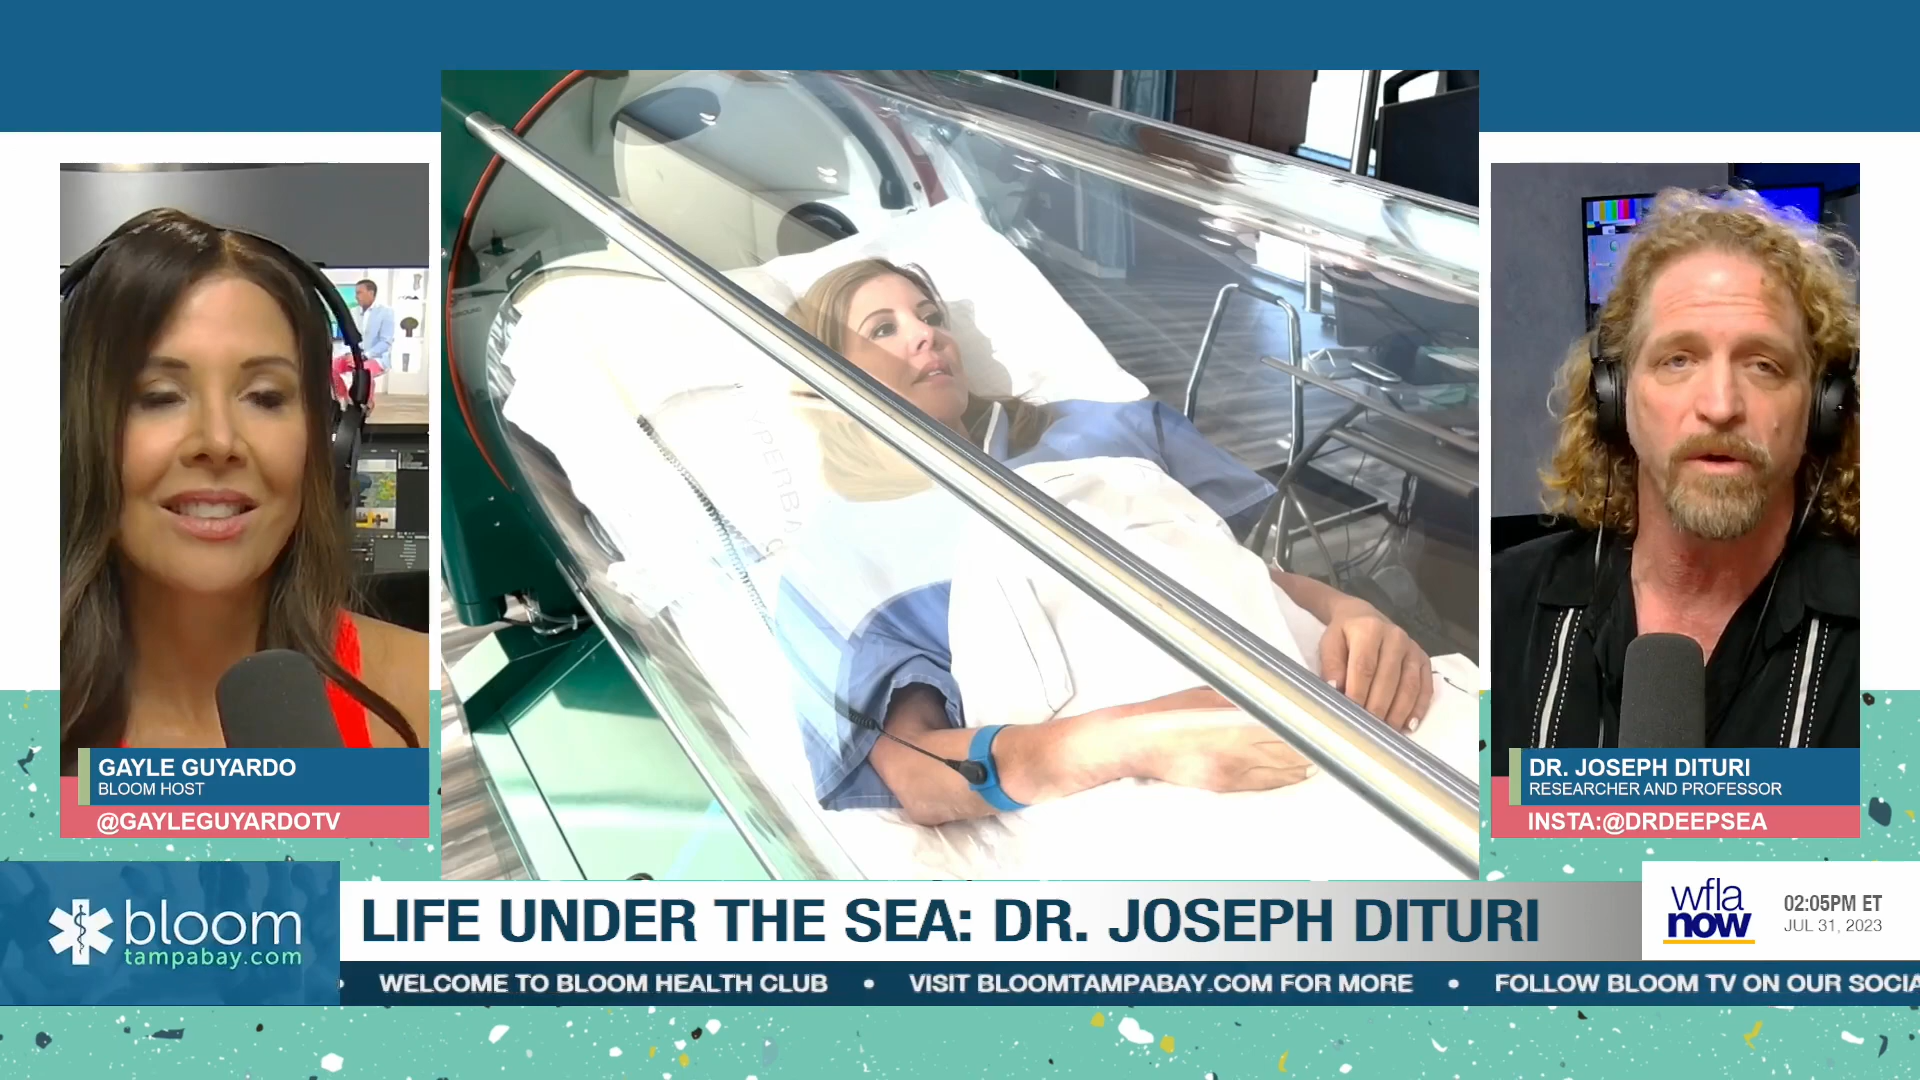 GAYLE GUYARDO
BLOOM HOST
@GAYLEGUYARDOTV
DR. JOSEPH DITURI
RESEARCHER AND PROFESSOR
INSTA:@DRDEEPSEA
bloom
tampabay.com
LIFE UNDER THE SEA: DR. JOSEPH DITURI
wfla
now
02:05PM ET
JUL 31, 2023
• WELCOME TO BLOOM HEALTH CLUB • VISIT BLOOMTAMPABAY.COM FOR MORE • FOLLOW BLOOM TV ON OUR SOCIA